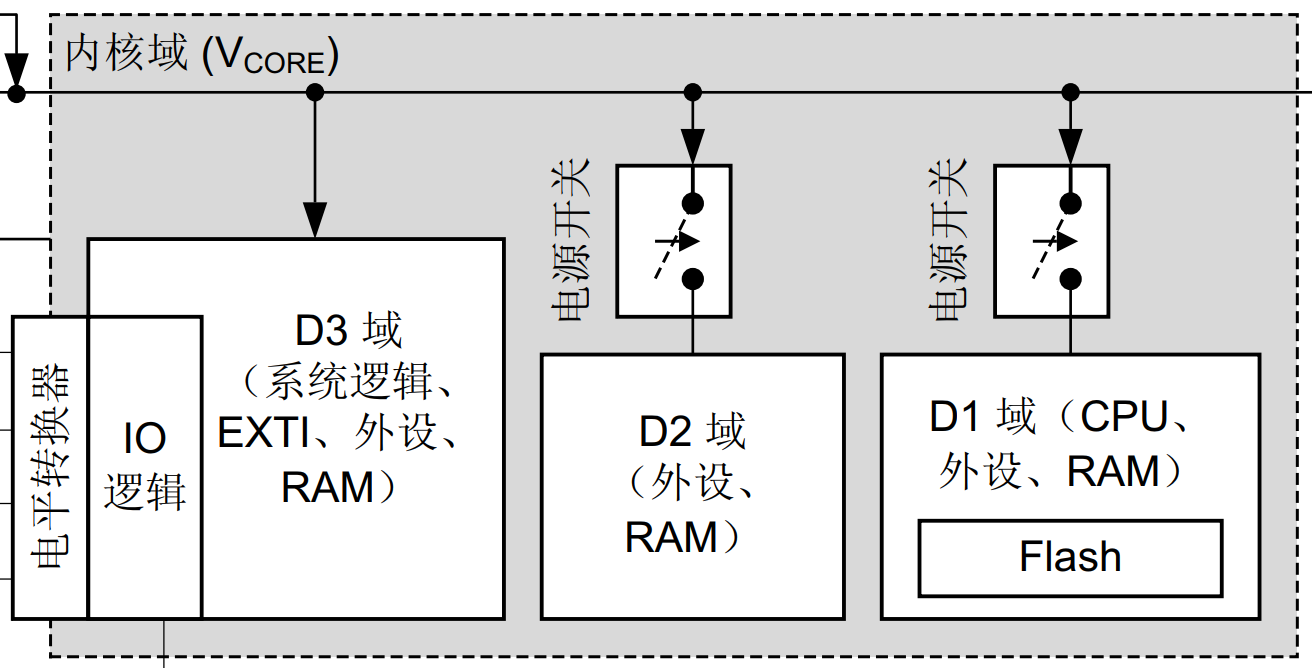 内核域 (VCORE)
电源开关
电源开关
D3 域
（系统逻辑、
EXTI、外设、
RAM）
电平转换器
IO
逻辑
D2 域
（外设、
RAM）
D1 域（CPU、
外设、RAM）
Flash